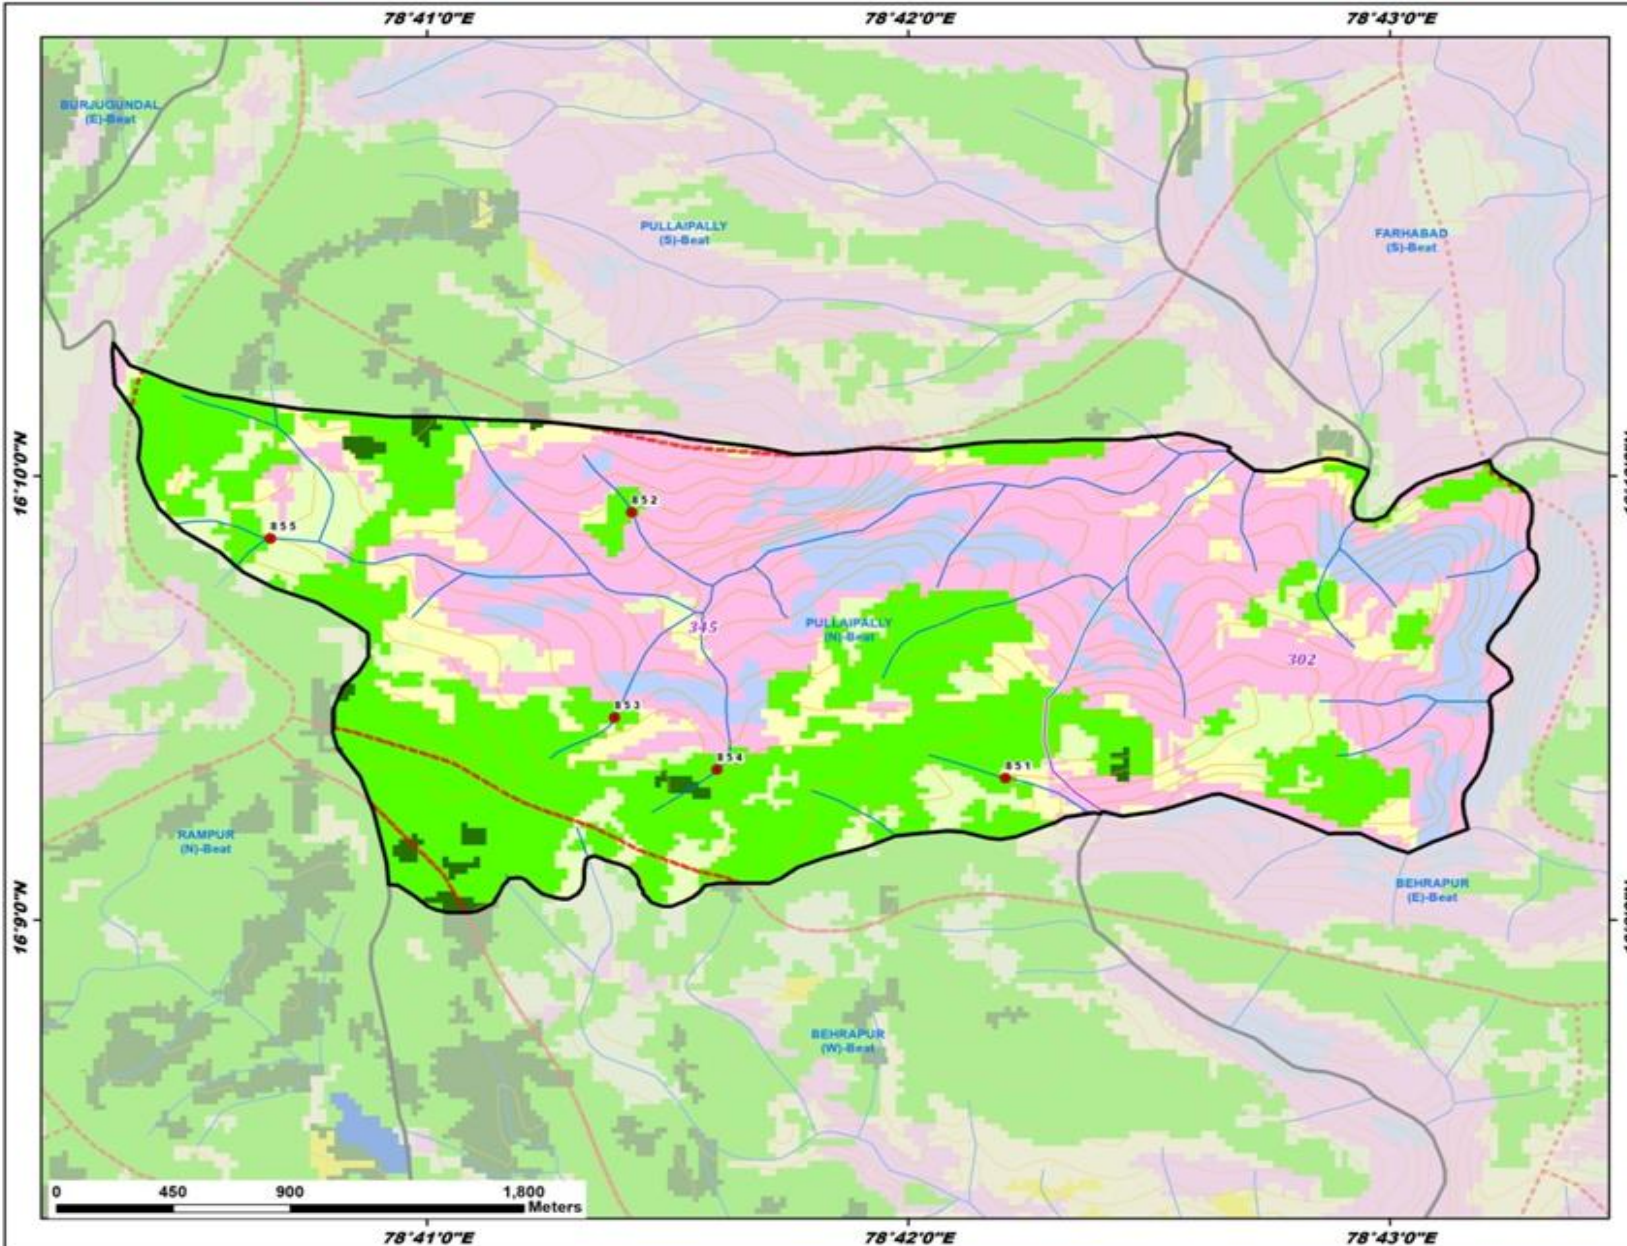 78°41'0"E
78°42'0"E
78°43'0"E
BURJUGUNDAL
(E)-Beat
PULLAIPALLY
(S)-Beat
FARHABAD
(S)-Beat
16°10'0"N
852
855
PULLAIPALLY
(N)-Beat
345
302
853
854
851
RAMPUR
(N)-Beat
BEHRAPUR
(E)-Beat
16°9'0"N
BEHRAPUR
(W)-Beat
0 450 900 1,800
Meters
78°41'0"E
78°42'0"E
78°43'0"E